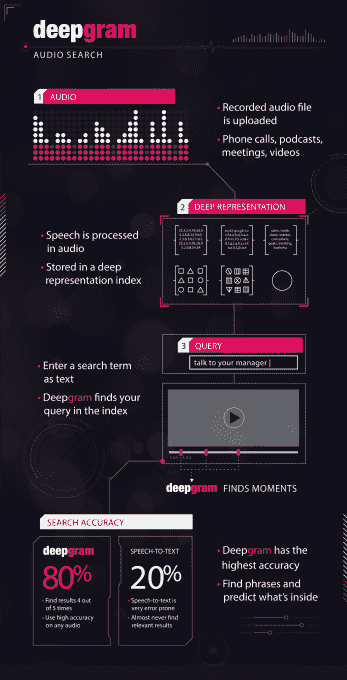 deepgram
AUDIO SEARCH
1 AUDIO
• Recorded audio file
is uploaded
• Phone calls, podcasts,
meetings, videos
2 DEEP REPRESENTATION
• Speech is processed
in audio
• Stored in a deep
representation index
3 QUERY
talk to your manager |
• Enter a search term
as text
• Deepgram finds your
query in the index
deepgram FINDS MOMENTS
SEARCH ACCURACY
deepgram
80%
- Find results 4 out
of 5 times
- Use high accuracy
on any audio
SPEECH-TO-TEXT
20%
• Speech-to-text is
very error prone
- Almost never find
relevant results
• Deepgram has the
highest accuracy
• Find phrases and
predict what's inside